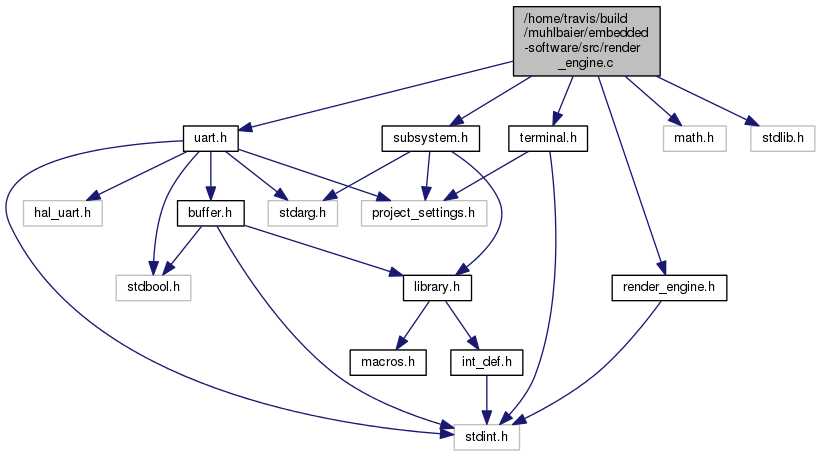 /home/travis/build
/muhlbaier/embedded
-software/src/render
_engine.c
uart.h
subsystem.h
terminal.h
math.h
stdlib.h
hal_uart.h
buffer.h
stdarg.h
project_settings.h
stdbool.h
library.h
render_engine.h
macros.h
int_def.h
stdint.h